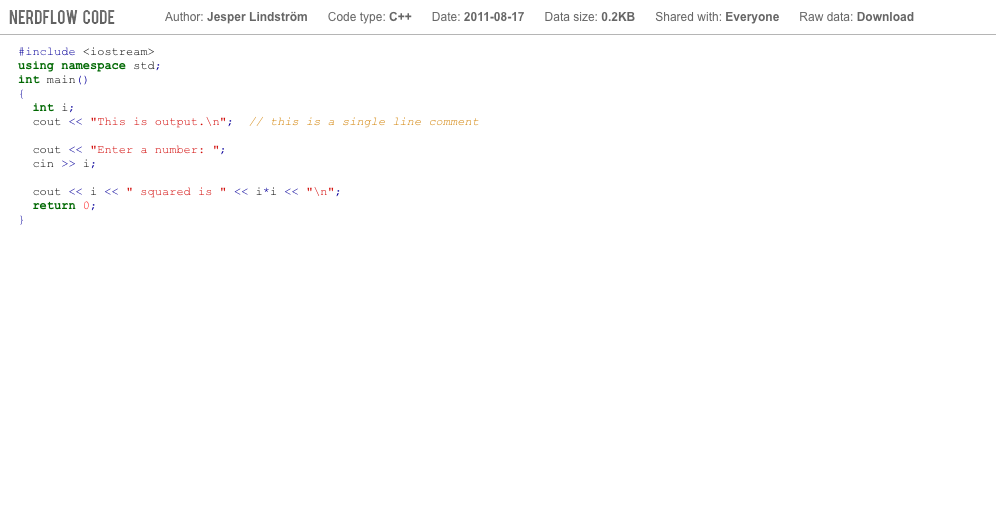 NERDFLOW CODE Author: Jesper Lindström Code type: C++ Date: 2011-08-17 Data size: 0.2KB Shared with: Everyone Raw data: Download
#include <iostream>
using namespace std;
int main()
{
  int i;
  cout << "This is output.\n";  // this is a single line comment
  cout << "Enter a number: ";
  cin >> i;
  cout << i << " squared is " << i*i << "\n";
  return 0;
}